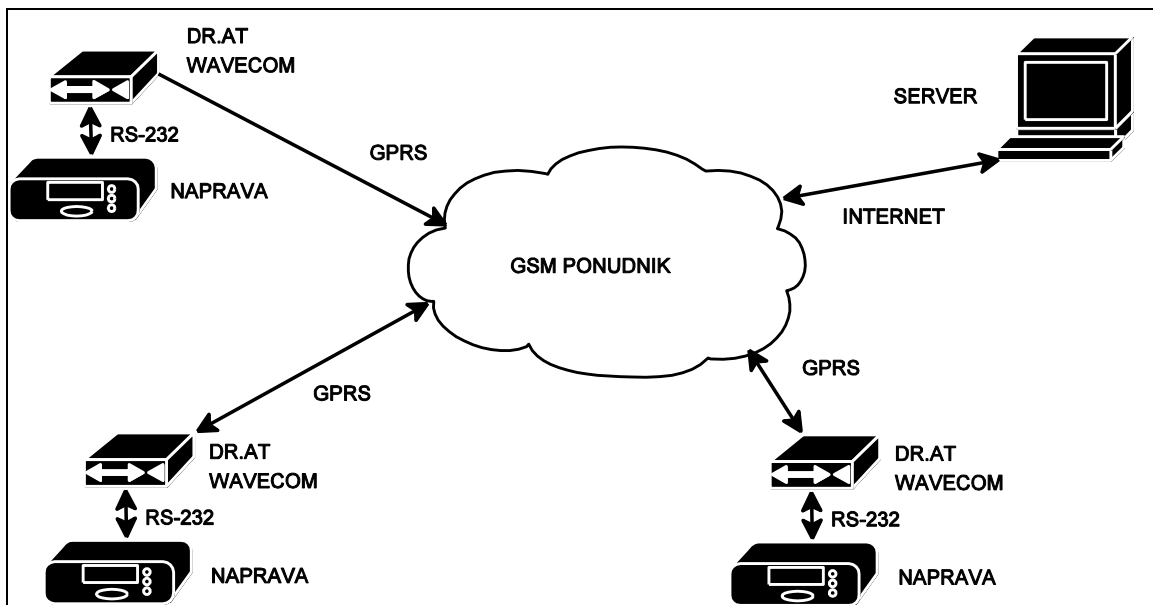 DR.AT
WAVECOM
RS-232
NAPRAVA
GPRS
SERVER
INTERNET
GSM PONUDNIK
GPRS
DR.AT
WAVECOM
RS-232
NAPRAVA
GPRS
DR.AT
WAVECOM
RS-232
NAPRAVA